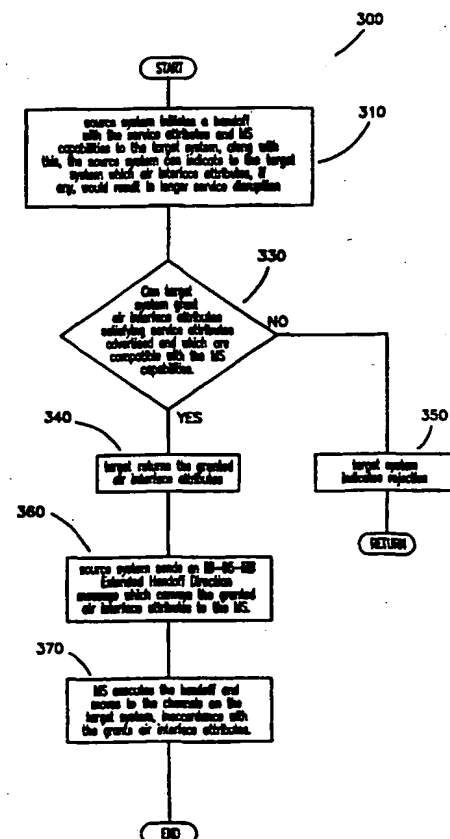 300
START
310
source system initiates a handoff
with the service attributes and MS
capabilities to the target system, along with
this, the source system can indicate to the target
system which air interface attributes, if
any, would result in longer service disruption
330
Can target
system grant
air interface attributes
satisfying service attributes
advertised and which are
compatible with the MS
capabilities.
NO
YES
340
target returns the granted
air interface attributes
350
target system
indicates rejection
RETURN
360
source system sends an
Extended Handoff Direction
message which conveys the granted
air interface attributes to the MS.
370
MS executes the handoff and
moves to the channels on the
target system, inaccordance with
the grants air interface attributes.
END